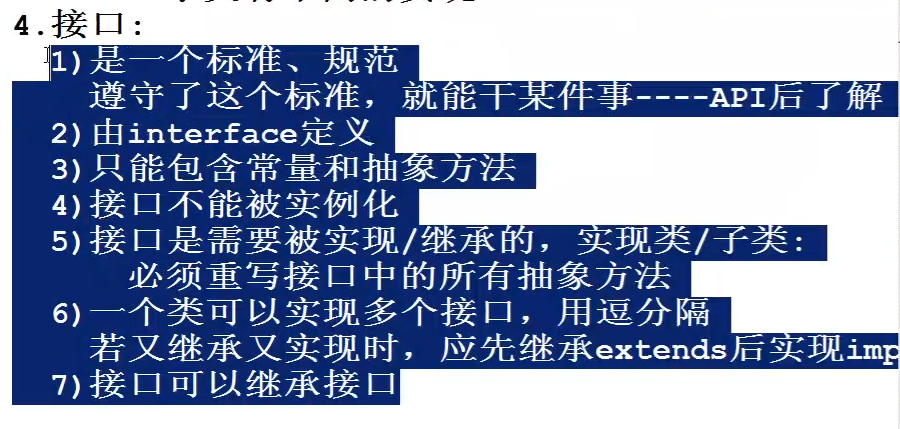 4.接口:
1)是一个标准、规范
遵守了这个标准，就能干某件事----API后了解
2)由interface定义
3)只能包含常量和抽象方法
4)接口不能被实例化
5)接口是需要被实现/继承的，实现类/子类:
必须重写接口中的所有抽象方法
6)一个类可以实现多个接口，用逗分隔
若又继承又实现时，应先继承extends后实现imp
7)接口可以继承接口